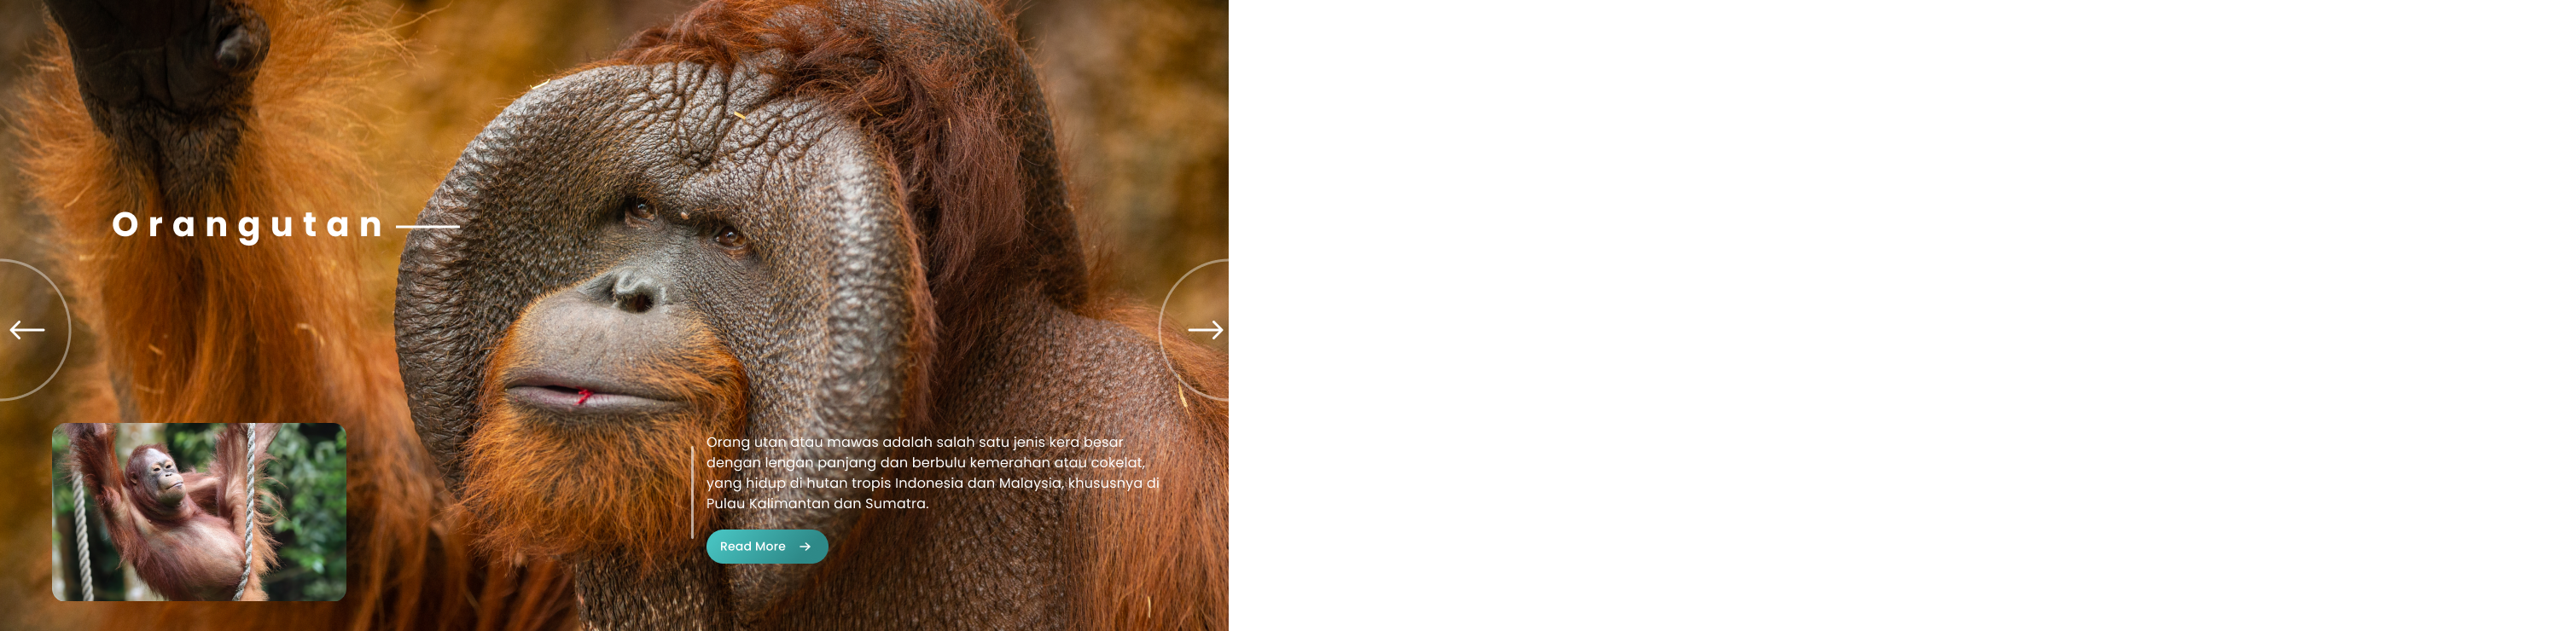 Orangutan
Orang utan atau mawas adalah salah satu jenis kera besar
dengan lengan panjang dan berbulu kemerahan atau cokelat,
yang hidup di hutan tropis Indonesia dan Malaysia, khususnya di
Pulau Kalimantan dan Sumatra.
Read More